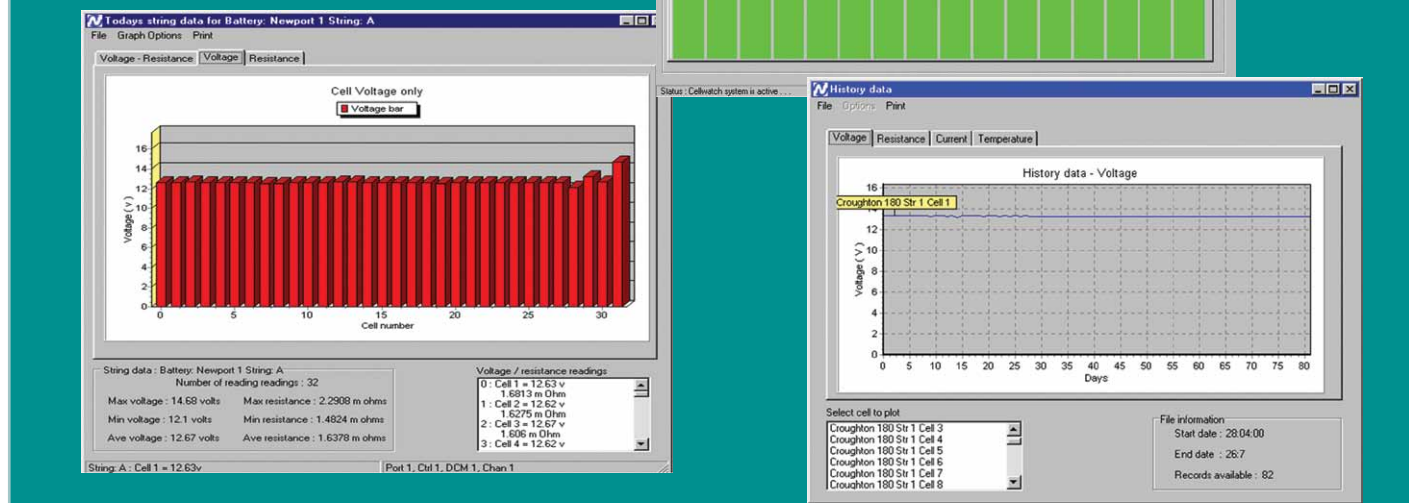 Todays string data for Battery: Newport 1 String: A
File Graph Options Print
Voltage - Resistance Voltage Resistance
Cell Voltage only
Voltage bar
16
14
12
10
8
6
4
2
0
Voltage ( v )
0 5 10 15 20 25 30
Cell number
String data : Battery: Newport 1 String: A
Number of reading readings : 32
Max voltage : 14.68 volts Max resistance : 2.2908 m ohms
Min voltage : 12.1 volts Min resistance : 1.4824 m ohms
Ave voltage : 12.67 volts Ave resistance : 1.6378 m ohms
Voltage / resistance readings
0 : Cell 1 = 12.63 v
1.6813 m Ohm
1 : Cell 2 = 12.62 v
1.6275 m Ohm
2 : Cell 3 = 12.67 v
1.606 m Ohm
3 : Cell 4 = 12.62 v
String: A : Cell 1 = 12.63v
Port 1, Ctrl 1, DCM 1, Chan 1
Status : Cellwatch system is active . . .
History data
File Options Print
Voltage Resistance Current Temperature
History data - Voltage
Croughton 180 Str 1 Cell 1
16
14
12
10
8
6
4
2
0
Voltage ( V )
0 5 10 15 20 25 30 35 40 45 50 55 60 65 70 75 80
Days
Select cell to plot
Croughton 180 Str 1 Cell 3
Croughton 180 Str 1 Cell 4
Croughton 180 Str 1 Cell 5
Croughton 180 Str 1 Cell 6
Croughton 180 Str 1 Cell 7
Croughton 180 Str 1 Cell 8
File information
Start date : 28:04:00
End date : 26:7
Records available : 82